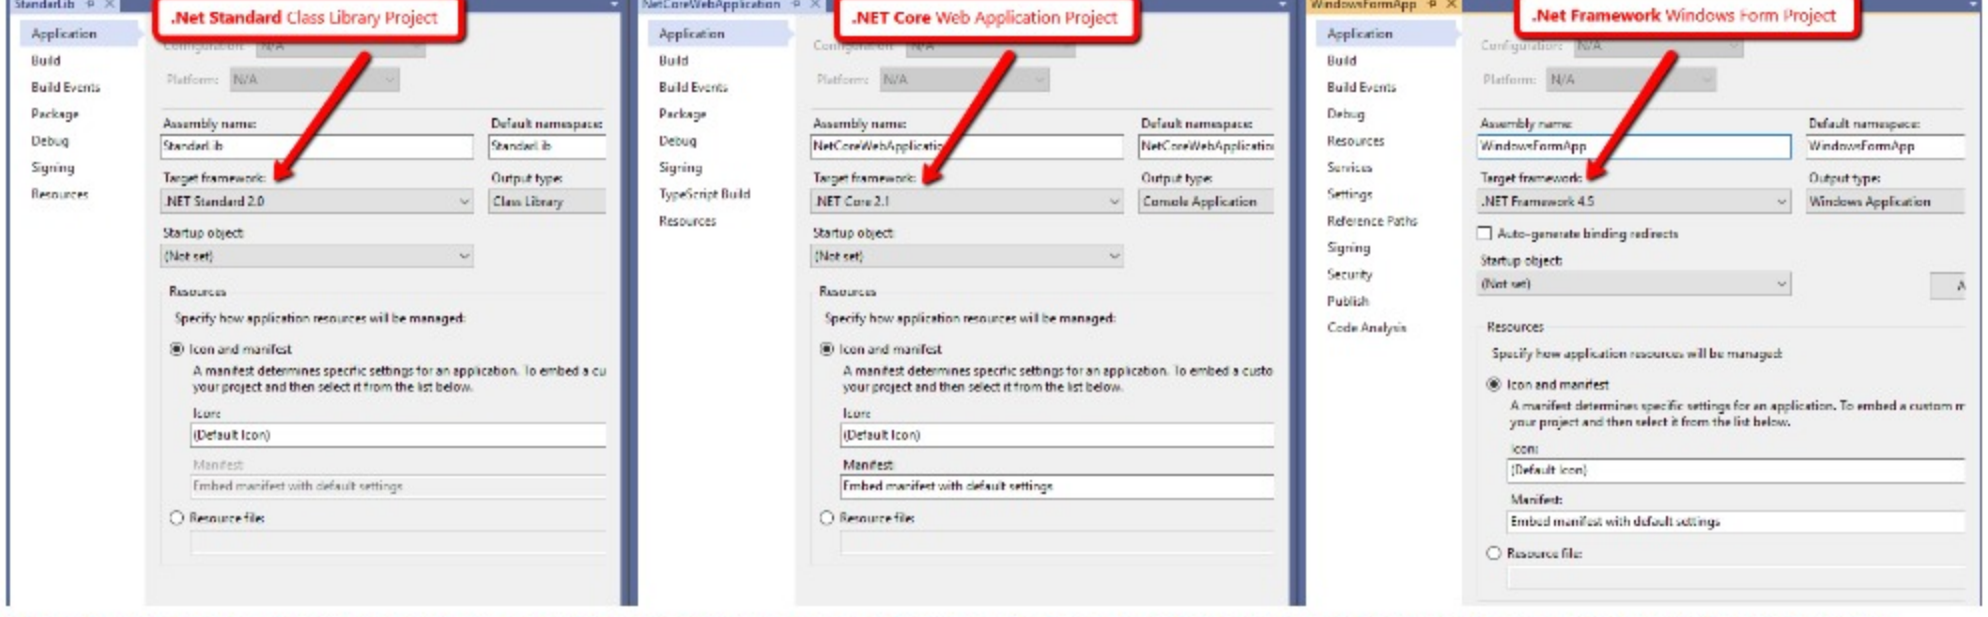 StandarLib
.Net Standard Class Library Project
Application
Build
Build Events
Package
Debug
Signing
Resources
Configuration: N/A
Platform: N/A
Assembly name:
StandarLib
Default namespace:
StandarLib
Target framework:
.NET Standard 2.0
Output type:
Class Library
Startup object:
(Not set)
Resources
Specify how application resources will be managed:
Icon and manifest
A manifest determines specific settings for an application. To embed a cu
your project and then select it from the list below.
Icon:
(Default Icon)
Manifest:
Embed manifest with default settings
Resource file:
NetCoreWebApplication
.NET Core Web Application Project
Application
Build
Build Events
Package
Debug
Signing
TypeScript Build
Resources
Configuration: N/A
Platform: N/A
Assembly name:
NetCoreWebApplicatio
Default namespace:
NetCoreWebApplication
Target framework:
.NET Core 2.1
Output type:
Console Application
Startup object:
(Not set)
Resources
Specify how application resources will be managed:
Icon and manifest
A manifest determines specific settings for an application. To embed a custo
your project and then select it from the list below.
Icon:
(Default Icon)
Manifest:
Embed manifest with default settings
Resource file:
WindowsFormApp
.Net Framework Windows Form Project
Application
Build
Build Events
Debug
Resources
Services
Settings
Reference Paths
Signing
Security
Publish
Code Analysis
Configuration: N/A
Platform: N/A
Assembly name:
WindowsFormApp
Default namespace:
WindowsFormApp
Target framework:
.NET Framework 4.5
Output type:
Windows Application
Auto-generate binding redirects
Startup object:
(Not set)
A
Resources
Specify how application resources will be managed:
Icon and manifest
A manifest determines specific settings for an application. To embed a custom m
your project and then select it from the list below.
Icon:
(Default Icon)
Manifest:
Embed manifest with default settings
Resource file: